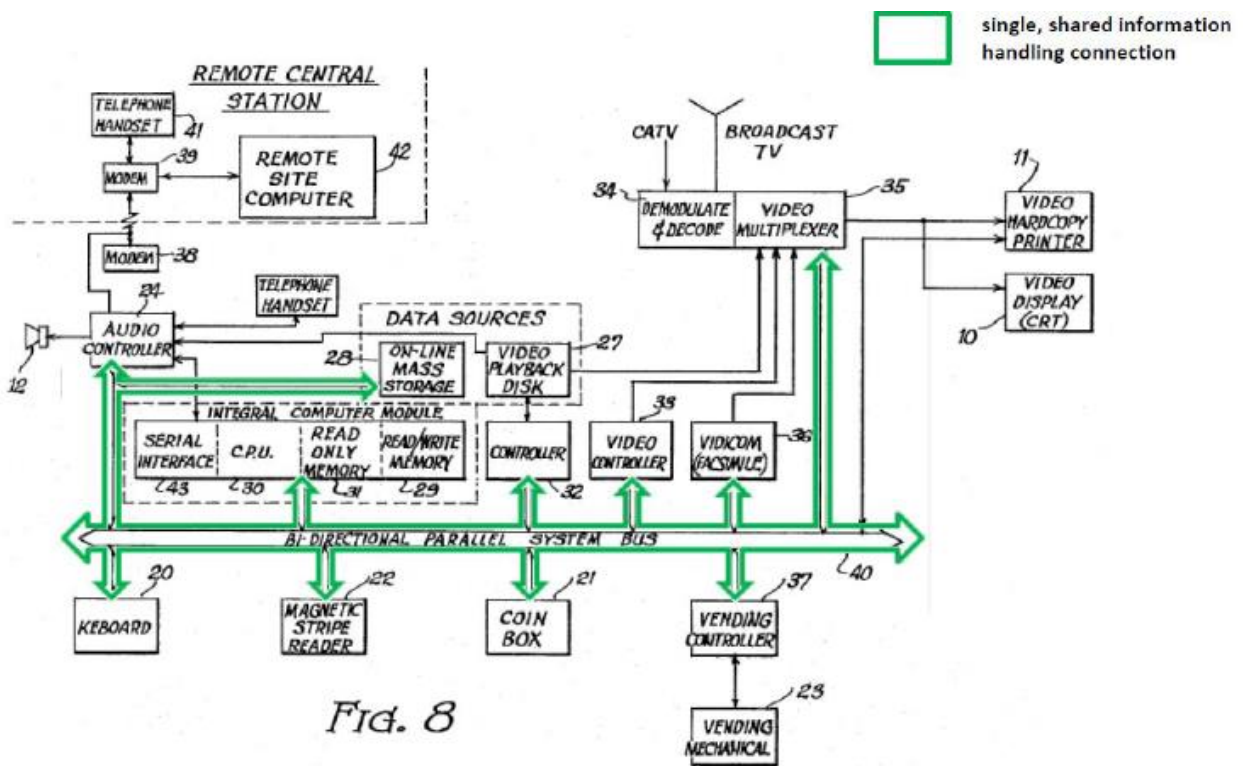 single, shared information
handling connection
REMOTE CENTRAL
STATION
TELEPHONE
HANDSET
41
39
MODEM
REMOTE
SITE
COMPUTER
42
MODEM
38
24
AUDIO
CONTROLLER
12
TELEPHONE
HANDSET
DATA SOURCES
28
ON-LINE
MASS
STORAGE
VIDEO
PLAYBACK
DISK
27
CATV
BROADCAST
TV
34
DEMODULATE
& DECODE
VIDEO
MULTIPLEXER
35
11
VIDEO
HARDCOPY
PRINTER
VIDEO
DISPLAY
(CRT)
10
INTEGRAL COMPUTER MODULE
SERIAL
INTERFACE
C.P.U.
READ
ONLY
MEMORY
READ/WRITE
MEMORY
43
30
31
29
CONTROLLER
32
33
VIDEO
CONTROLLER
VIDICOM
(FACSIMILE)
36
BI-DIRECTIONAL PARALLEL SYSTEM BUS
40
20
KEBOARD
22
MAGNETIC
STRIPE
READER
21
COIN
BOX
37
VENDING
CONTROLLER
23
VENDING
MECHANICAL
FIG. 8